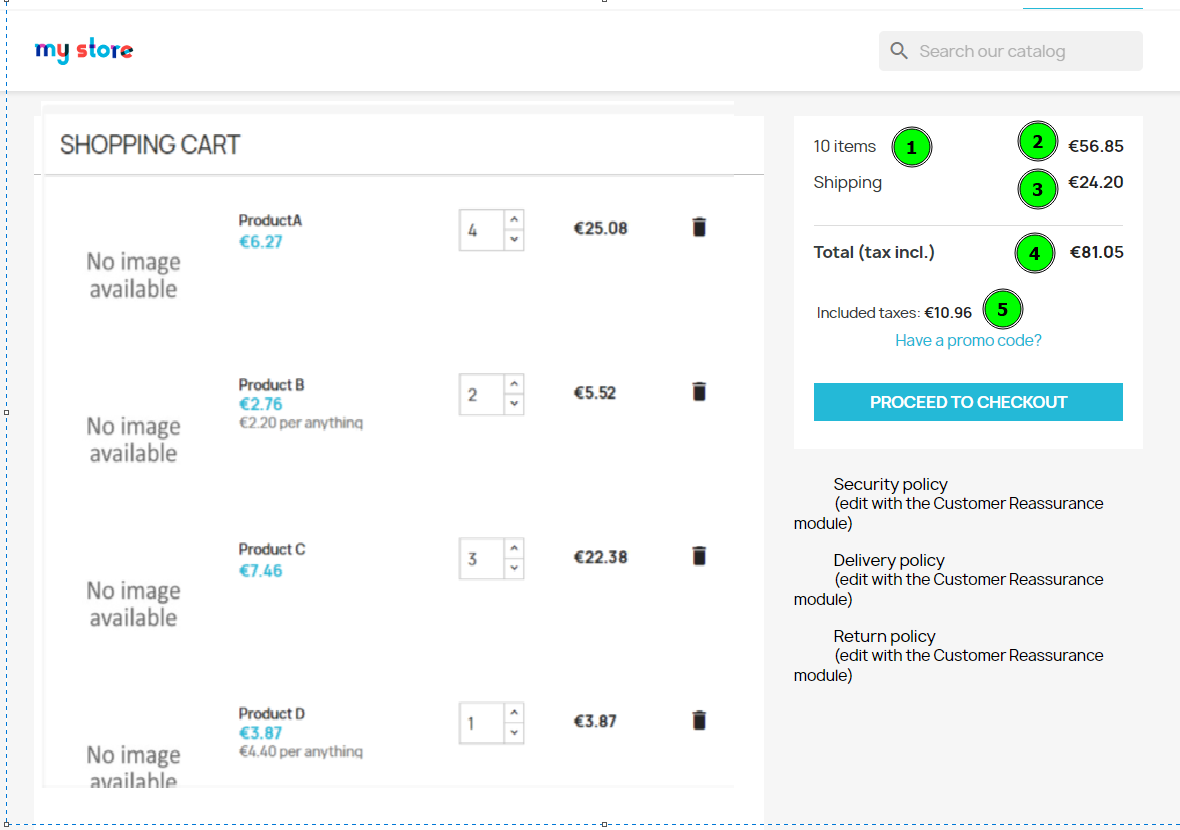 my store
Search our catalog
SHOPPING CART
No image
available
ProductA
€6.27
4
€25.08
No image
available
Product B
€2.76
€2.20 per anything
2
€5.52
No image
available
Product C
€7.46
3
€22.38
No image
available
Product D
€3.87
€4.40 per anything
1
€3.87
10 items 1 2 €56.85
Shipping 3 €24.20
Total (tax incl.) 4 €81.05
Included taxes: €10.96 5
Have a promo code?
PROCEED TO CHECKOUT
Security policy
(edit with the Customer Reassurance
module)
Delivery policy
(edit with the Customer Reassurance
module)
Return policy
(edit with the Customer Reassurance
module)